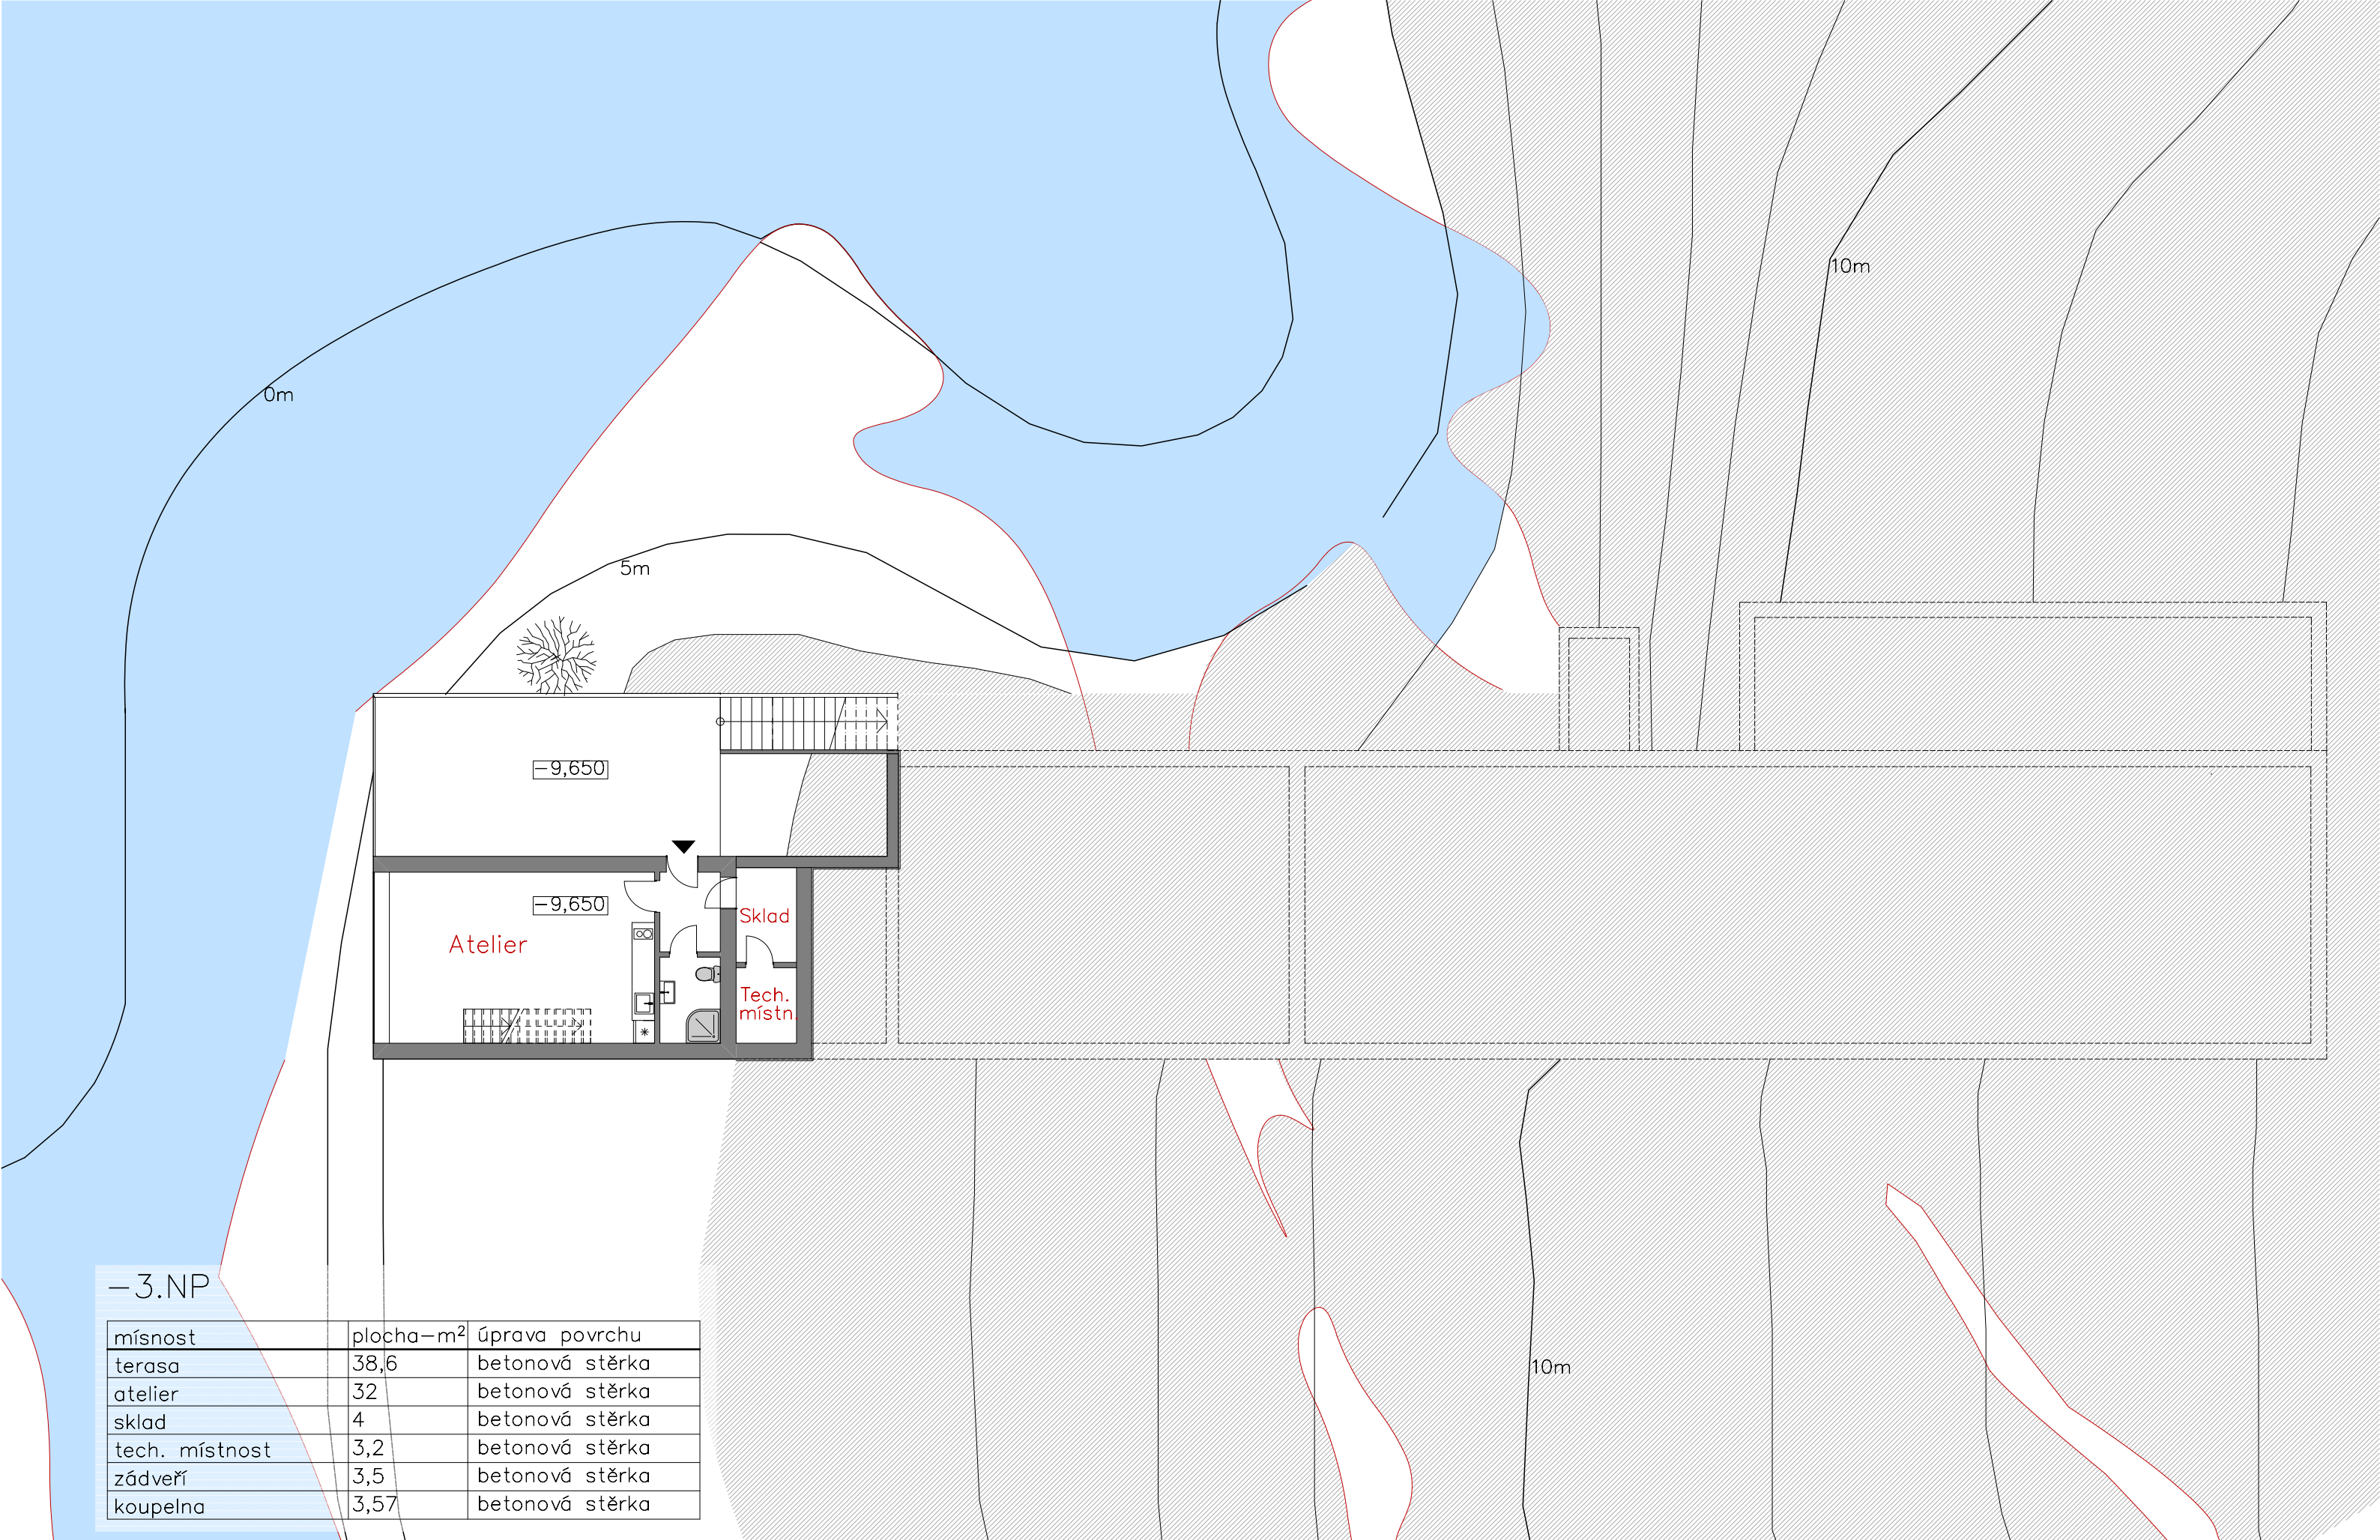 10m
0m
5m
-9,650
-9,650
Sklad
Atelier
Tech.
místn.
-3.NP
mísnost plocha-m² úprava povrchu
terasa 38,6 betonová stěrka
atelier 32 betonová stěrka
sklad 4 betonová stěrka
tech. místnost 3,2 betonová stěrka
zádveří 3,5 betonová stěrka
koupelna 3,57 betonová stěrka
10m